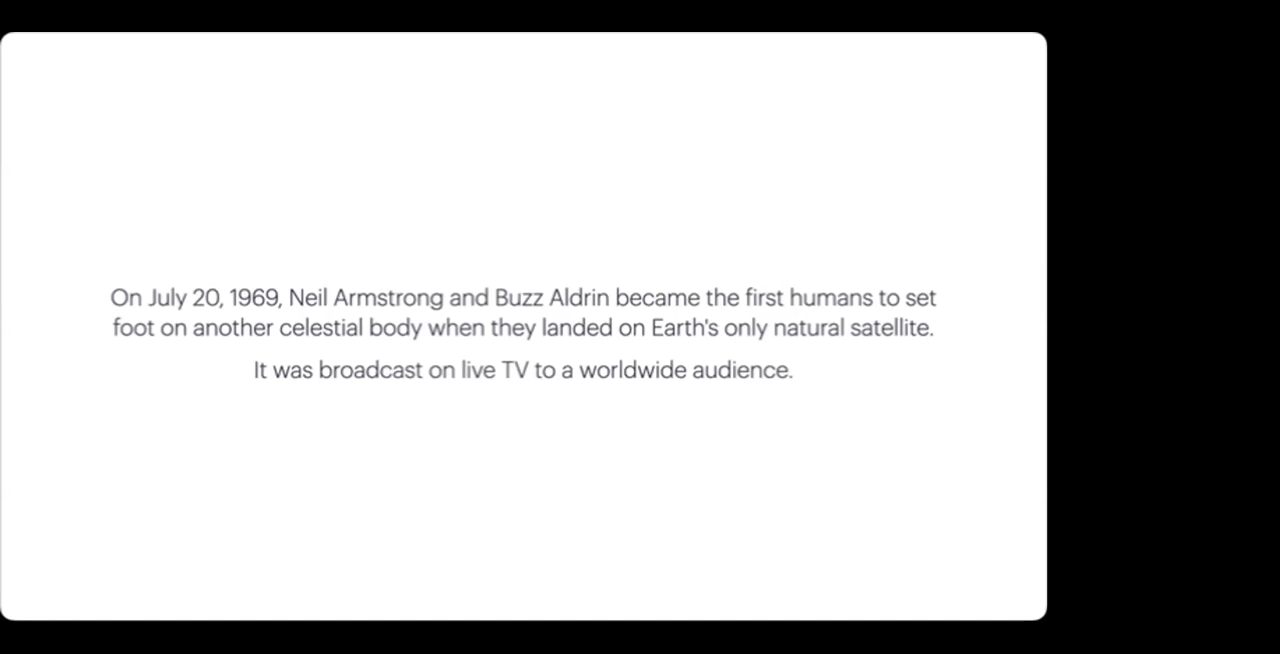 On July 20, 1969, Neil Armstrong and Buzz Aldrin became the first humans to set
foot on another celestial body when they landed on Earth's only natural satellite.
It was broadcast on live TV to a worldwide audience.